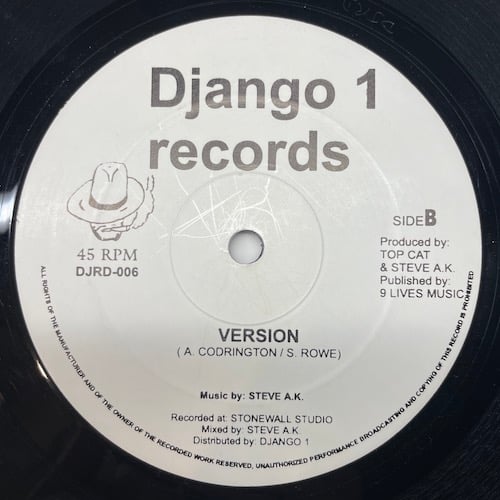 Django 1
records
SIDE B
45 RPM
DJRD-006
Produced by:
TOP CAT
& STEVE A.K.
Published by:
9 LIVES MUSIC
VERSION
( A. CODRINGTON / S. ROWE)
Music by: STEVE A.K.
Recorded at: STONEWALL STUDIO
Mixed by: STEVE A.K.
Distributed by: DJANGO 1
ALL RIGHTS OF THE MANUFACTURER AND OF THE OWNER OF THE RECORDED WORK RESERVED, UNAUTHORIZED PERFORMANCE BROADCASTING AND COPYING OF THIS RECORD IS PROHIBITED